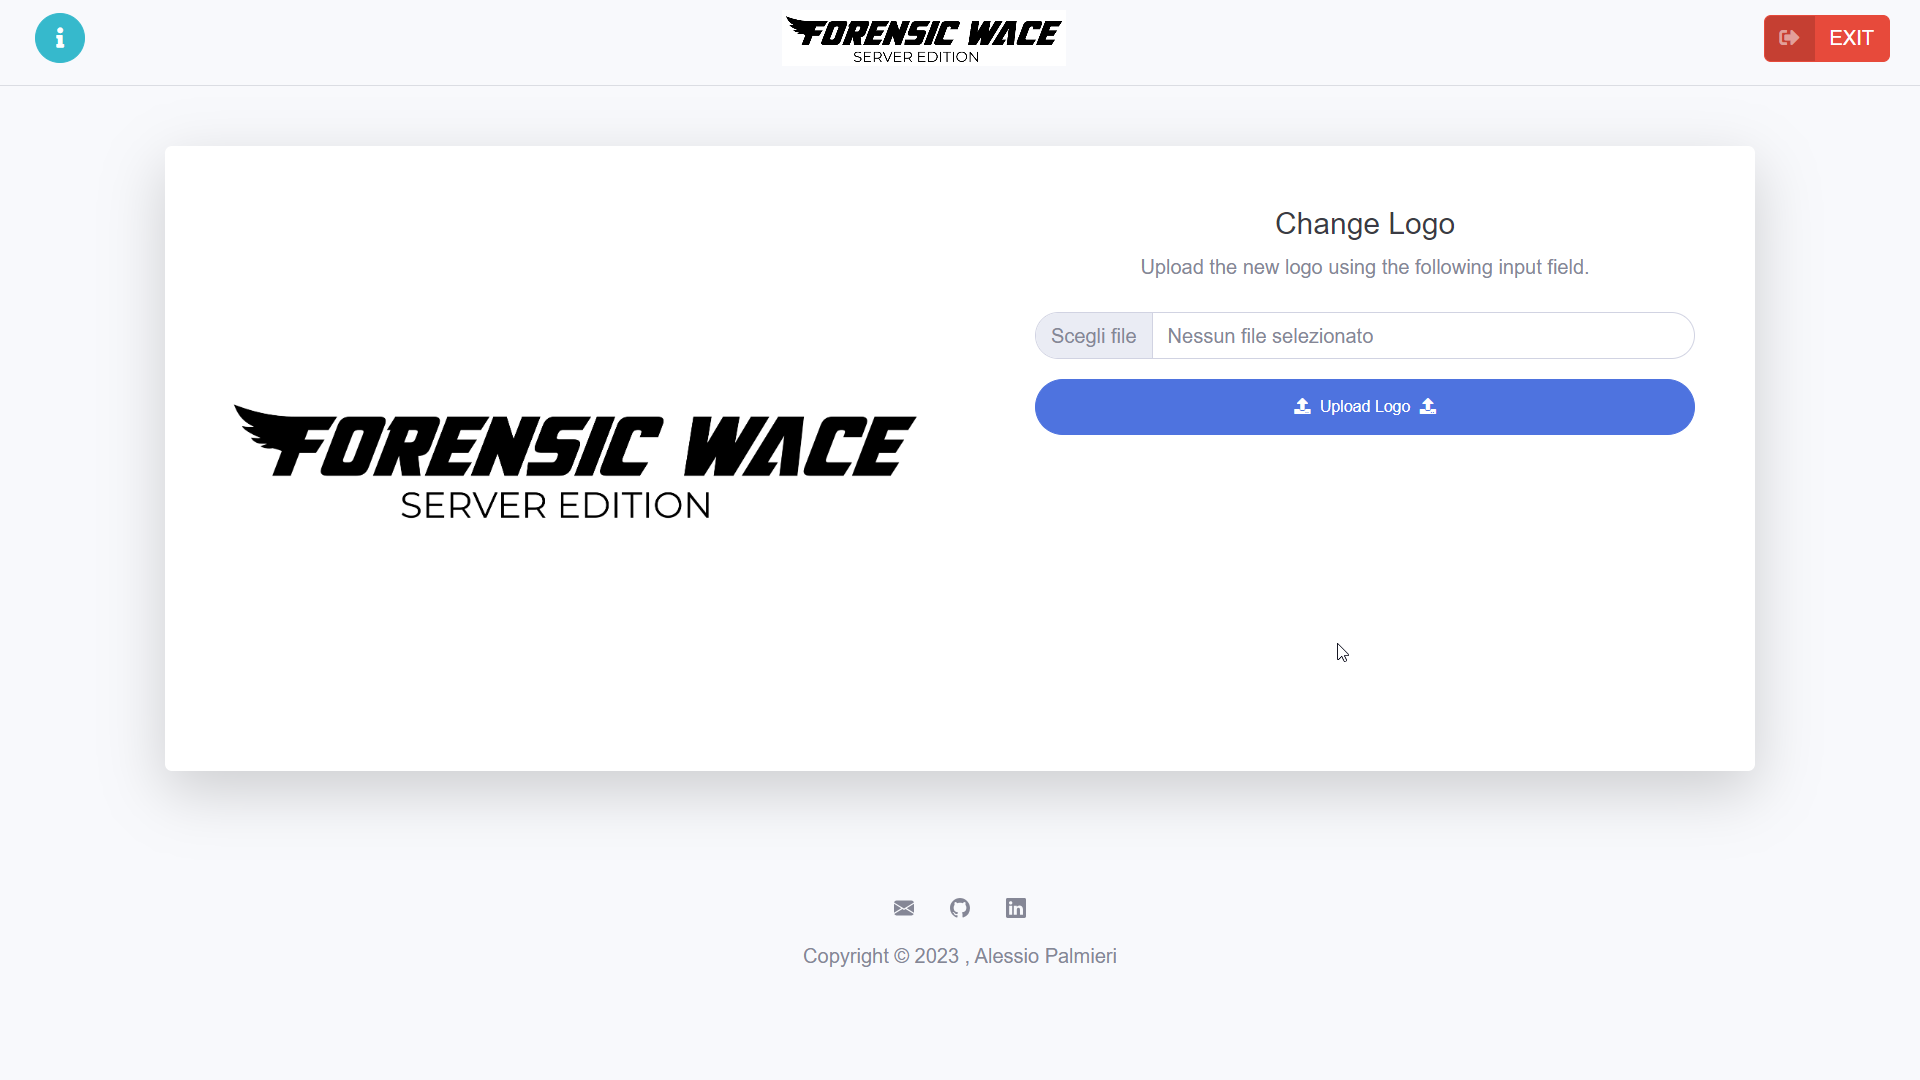 FORENSIC WACE
SERVER EDITION
EXIT
Change Logo
Upload the new logo using the following input field.
Scegli file
Nessun file selezionato
Upload Logo
FORENSIC WACE
SERVER EDITION
Copyright © 2023 , Alessio Palmieri